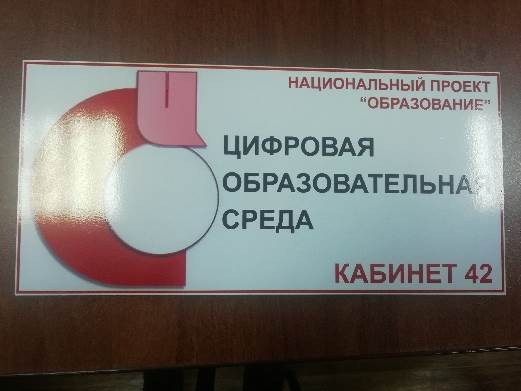 НАЦИОНАЛЬНЫЙ ПРОЕКТ
"ОБРАЗОВАНИЕ"
Ц
ЦИФРОВАЯ
ОБРАЗОВАТЕЛЬНАЯ
СРЕДА
КАБИНЕТ 42